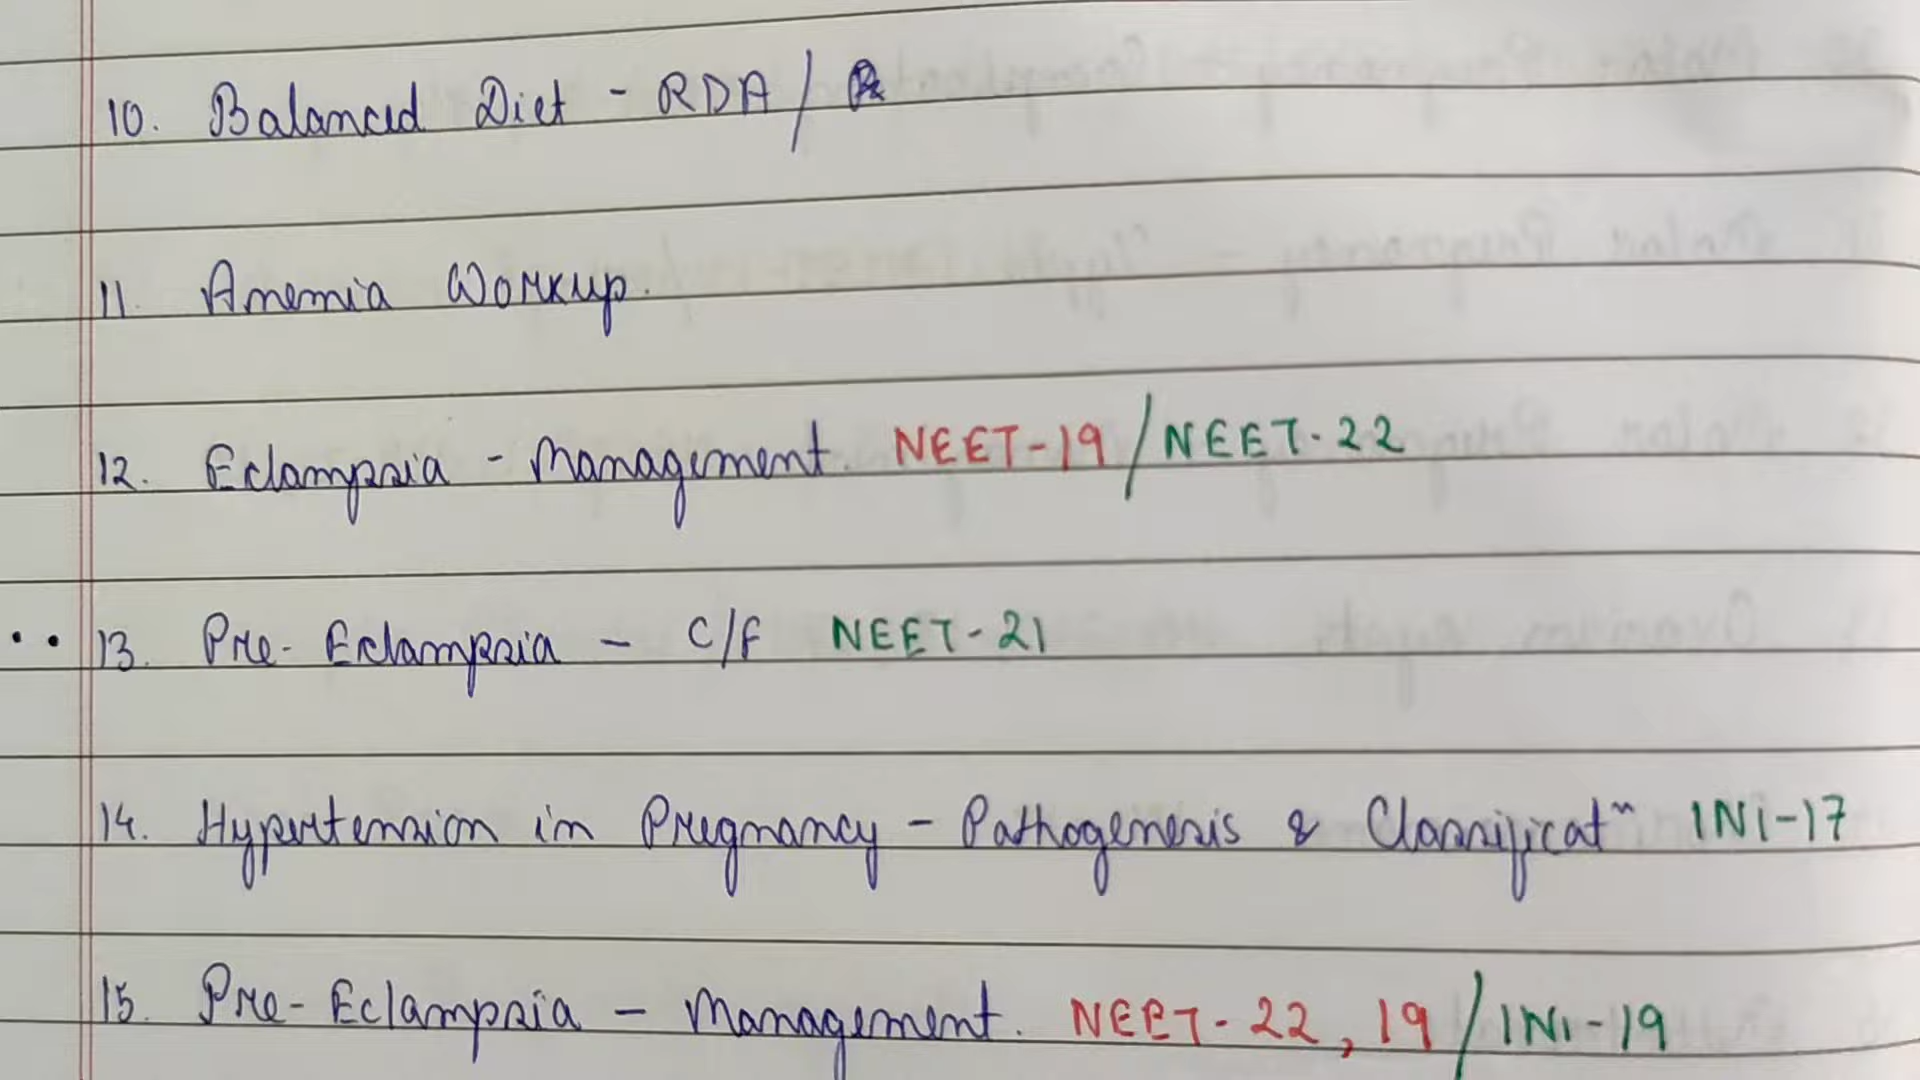 10. Balanced Diet - RDA /
11. Anemia Workup.
12. Eclampsia - Management. NEET-19 / NEET-22
13. Pre-Eclampsia - C/F NEET-21
14. Hypertension in Pregnancy - Pathogenesis & Classificatⁿ INI-17
15. Pre-Eclampsia - Management. NEET-22, 19 / INI-19